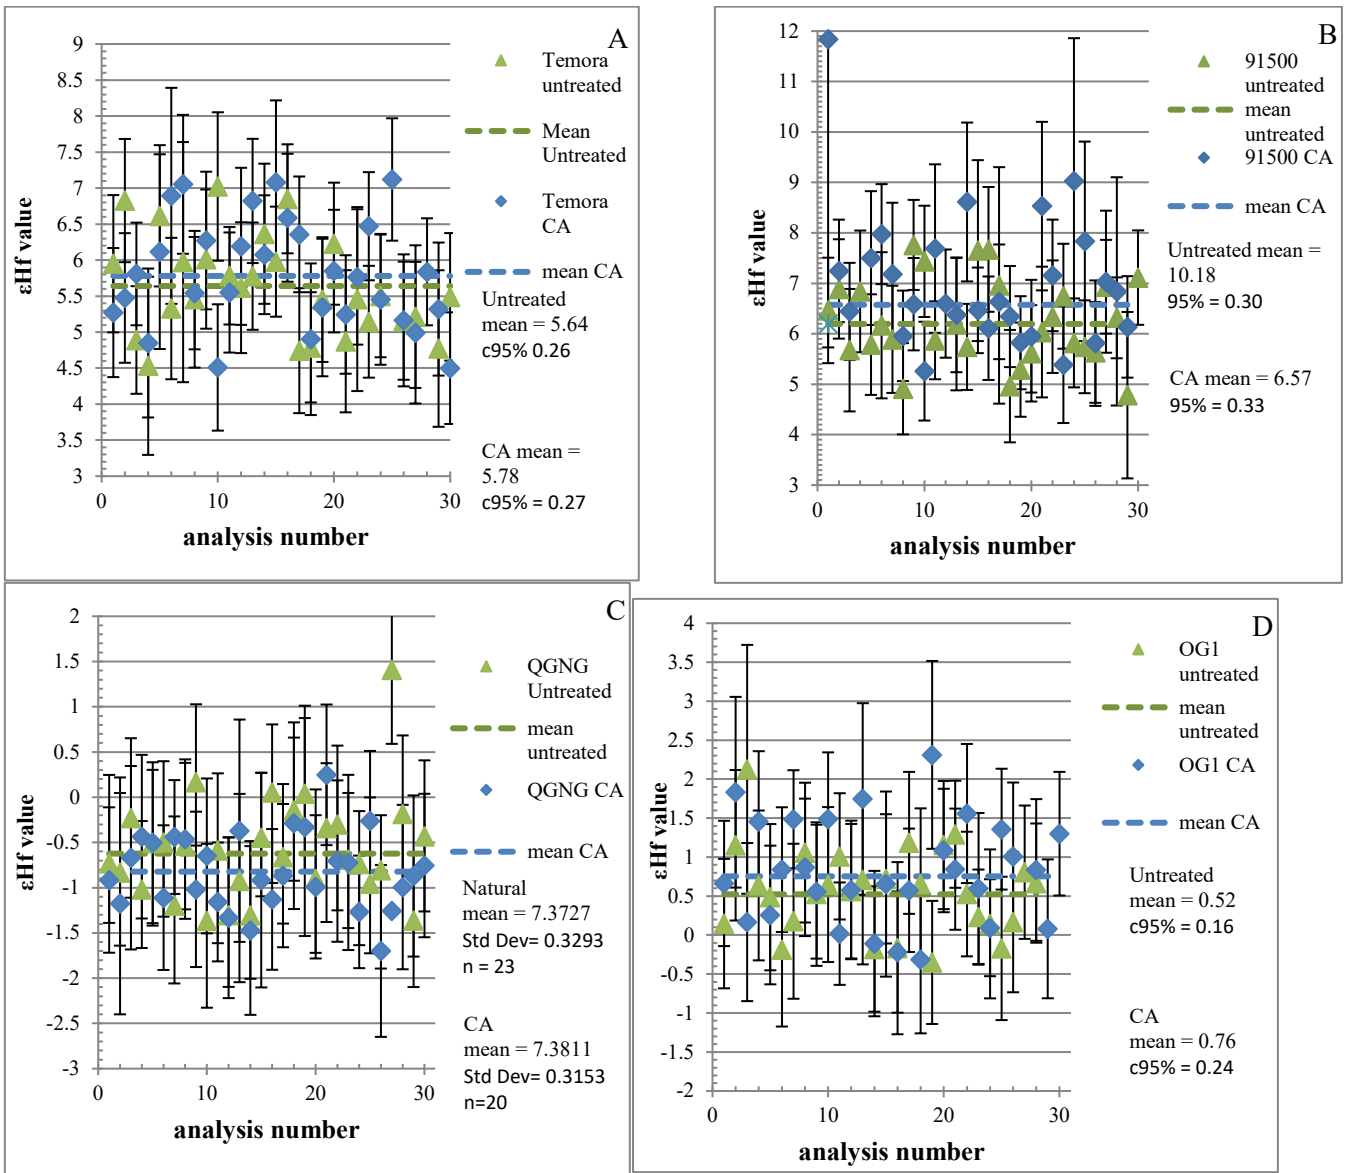 A
9
8.5
8
7.5
7
6.5
6
5.5
5
4.5
4
3.5
3
0
10
20
30
εHf value
analysis number
Temora
untreated
Mean
Untreated
Temora
CA
mean CA
Untreated
mean = 5.64
c95% 0.26
CA mean =
5.78
c95% = 0.27
B
12
11
10
9
8
7
6
5
4
3
0
10
20
30
εHf value
analysis number
91500
untreated
mean
untreated
91500 CA
mean CA
Untreated mean =
10.18
95% = 0.30
CA mean = 6.57
95% = 0.33
C
2
1.5
1
0.5
0
-0.5
-1
-1.5
-2
-2.5
-3
0
10
20
30
εHf value
analysis number
QGNG
Untreated
mean
untreated
QGNG CA
mean CA
Natural
mean = 7.3727
Std Dev= 0.3293
n = 23
CA
mean = 7.3811
Std Dev= 0.3153
n=20
D
4
3.5
3
2.5
2
1.5
1
0.5
0
-0.5
-1
-1.5
-2
0
10
20
30
εHf value
analysis number
OG1
untreated
mean
untreated
OG1 CA
mean CA
Untreated
mean = 0.52
c95% = 0.16
CA
mean = 0.76
c95% = 0.24